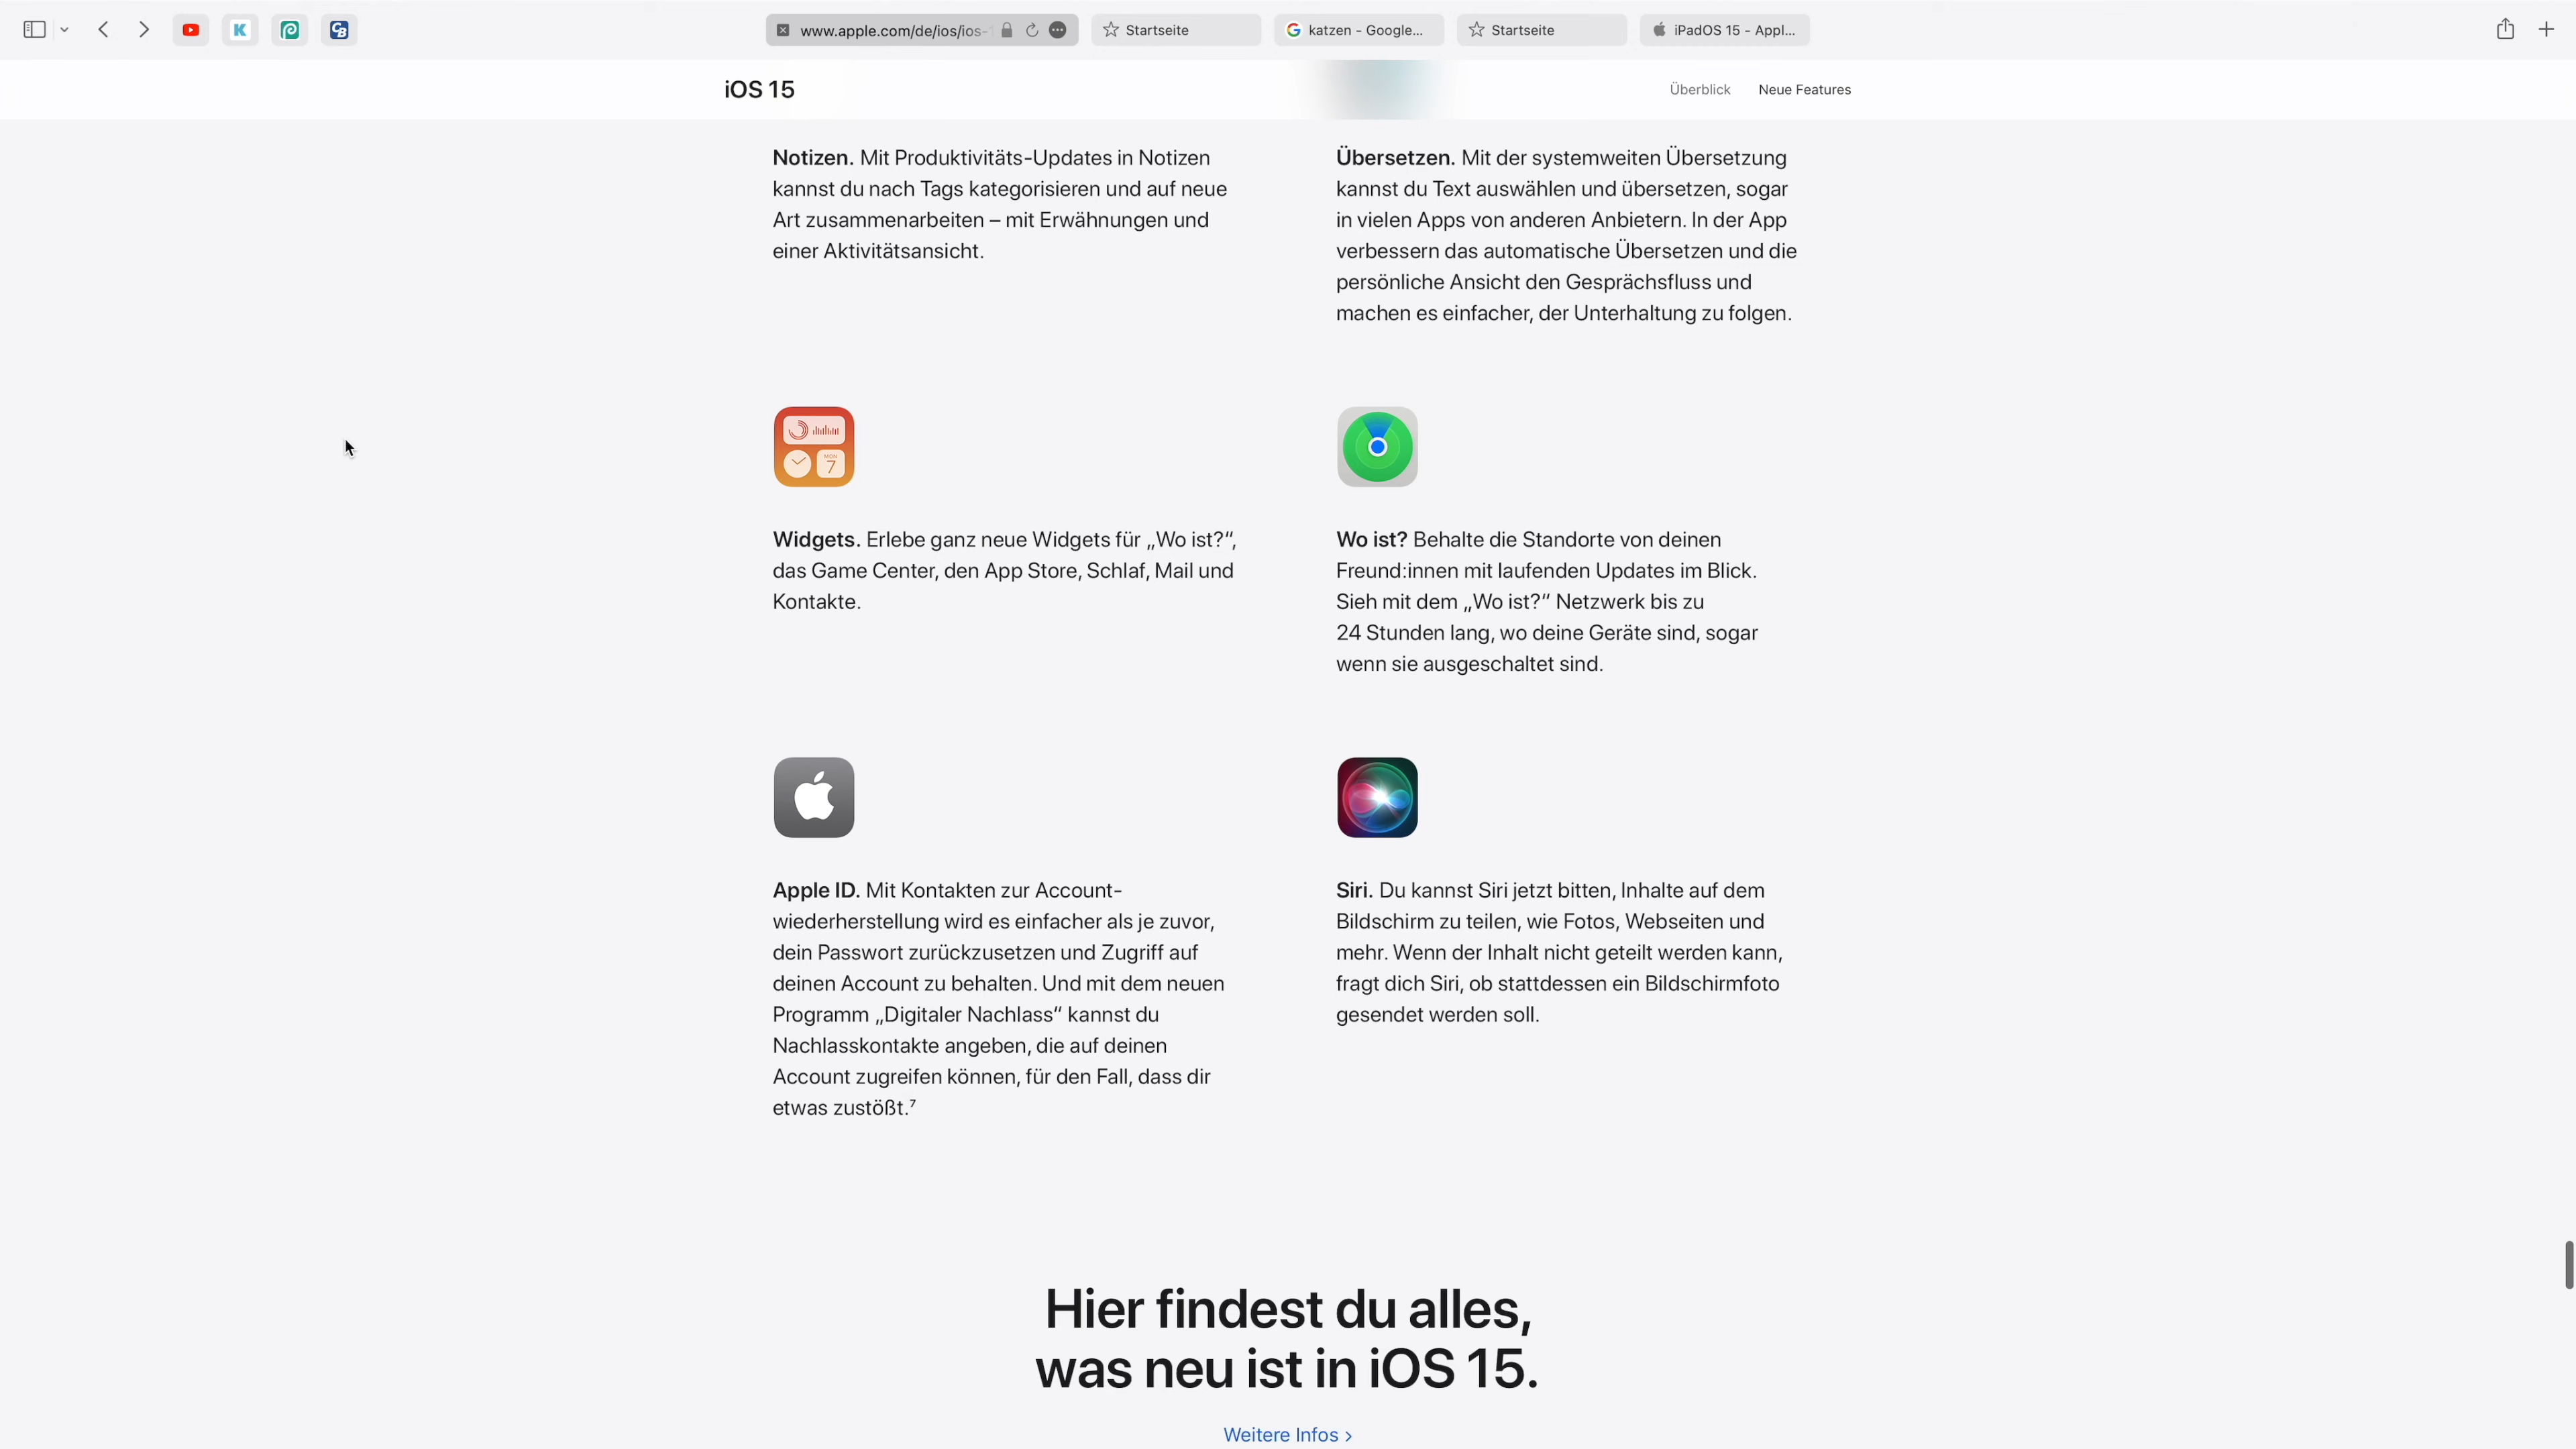 www.apple.com/de/ios/ios-
Startseite
katzen - Google...
Startseite
iPadOS 15 - Appl...
iOS 15
Überblick
Neue Features
Notizen. Mit Produktivitäts-Updates in Notizen
kannst du nach Tags kategorisieren und auf neue
Art zusammenarbeiten – mit Erwähnungen und
einer Aktivitätsansicht.
Übersetzen. Mit der systemweiten Übersetzung
kannst du Text auswählen und übersetzen, sogar
in vielen Apps von anderen Anbietern. In der App
verbessern das automatische Übersetzen und die
persönliche Ansicht den Gesprächsfluss und
machen es einfacher, der Unterhaltung zu folgen.
MON
7
Widgets. Erlebe ganz neue Widgets für „Wo ist?“,
das Game Center, den App Store, Schlaf, Mail und
Kontakte.
Wo ist? Behalte die Standorte von deinen
Freund:innen mit laufenden Updates im Blick.
Sieh mit dem „Wo ist?“ Netzwerk bis zu
24 Stunden lang, wo deine Geräte sind, sogar
wenn sie ausgeschaltet sind.
Apple ID. Mit Kontakten zur Account-
wiederherstellung wird es einfacher als je zuvor,
dein Passwort zurückzusetzen und Zugriff auf
deinen Account zu behalten. Und mit dem neuen
Programm „Digitaler Nachlass“ kannst du
Nachlasskontakte angeben, die auf deinen
Account zugreifen können, für den Fall, dass dir
etwas zustößt.⁷
Siri. Du kannst Siri jetzt bitten, Inhalte auf dem
Bildschirm zu teilen, wie Fotos, Webseiten und
mehr. Wenn der Inhalt nicht geteilt werden kann,
fragt dich Siri, ob stattdessen ein Bildschirmfoto
gesendet werden soll.
Hier findest du alles,
was neu ist in iOS 15.
Weitere Infos >